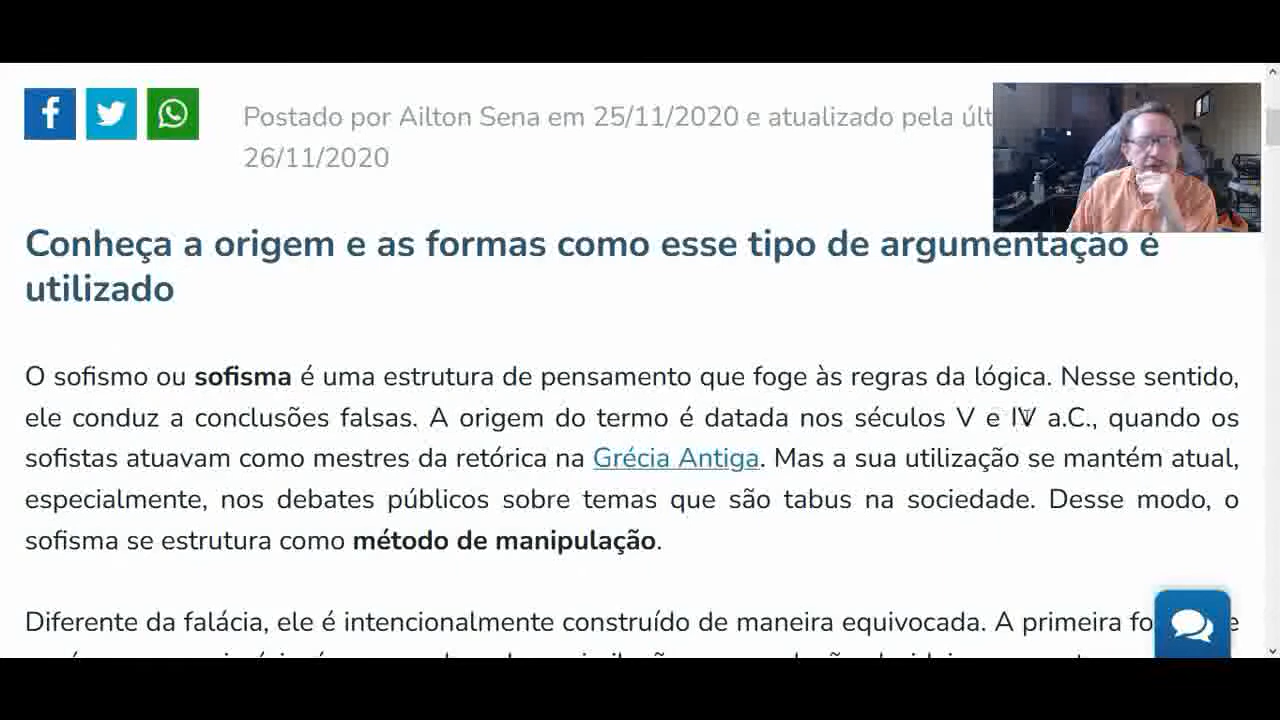 Postado por Ailton Sena em 25/11/2020 e atualizado pela últ
26/11/2020
Conheça a origem e as formas como esse tipo de argumentação é
utilizado
O sofismo ou sofisma é uma estrutura de pensamento que foge às regras da lógica. Nesse sentido,
ele conduz a conclusões falsas. A origem do termo é datada nos séculos V e IV a.C., quando os
sofistas atuavam como mestres da retórica na Grécia Antiga. Mas a sua utilização se mantém atual,
especialmente, nos debates públicos sobre temas que são tabus na sociedade. Desse modo, o
sofisma se estrutura como método de manipulação.
Diferente da falácia, ele é intencionalmente construído de maneira equivocada. A primeira